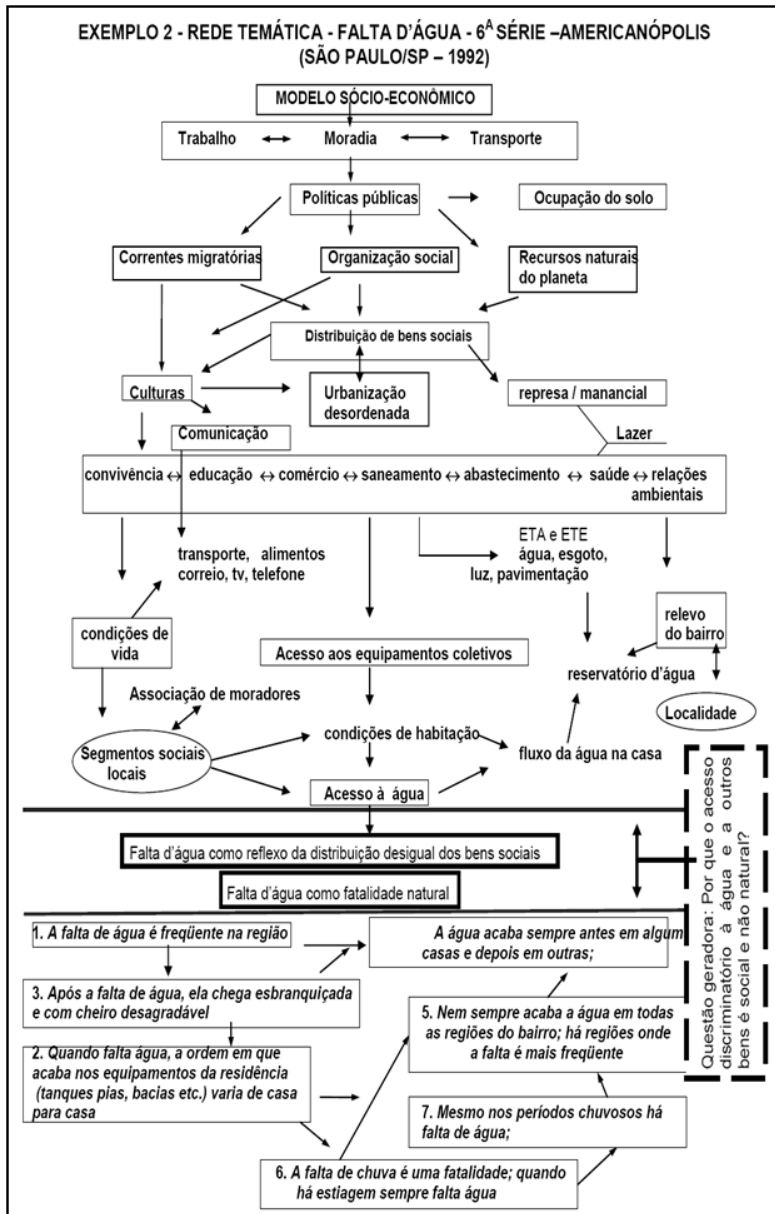 EXEMPLO 2 - REDE TEMÁTICA - FALTA D'ÁGUA - 6ᴬ SÉRIE –AMERICANÓPOLIS
(SÃO PAULO/SP – 1992)
MODELO SÓCIO-ECONÔMICO
Trabalho ↔ Moradia ↔ Transporte
Políticas públicas
Ocupação do solo
Correntes migratórias
Organização social
Recursos naturais
do planeta
Distribuição de bens sociais
Culturas
Urbanização
desordenada
represa / manancial
Comunicação
Lazer
convivência ↔ educação ↔ comércio ↔ saneamento ↔ abastecimento ↔ saúde ↔ relações
ambientais
transporte, alimentos
correio, tv, telefone
ETA e ETE
água, esgoto,
luz, pavimentação
condições de
vida
Acesso aos equipamentos coletivos
relevo
do bairro
reservatório d'água
Associação de moradores
Localidade
Segmentos sociais
locais
condições de habitação
fluxo da água na casa
Acesso à água
Falta d'água como reflexo da distribuição desigual dos bens sociais
Falta d'água como fatalidade natural
Questão geradora: Por que o acesso
discriminatório à água e a outros
bens é social e não natural?
1. A falta de água é freqüente na região
A água acaba sempre antes em algum
casas e depois em outras;
3. Após a falta de água, ela chega esbranquiçada
e com cheiro desagradável
5. Nem sempre acaba a água em todas
as regiões do bairro; há regiões onde
a falta é mais freqüente
2. Quando falta água, a ordem em que
acaba nos equipamentos da residência
(tanques pias, bacias etc.) varia de casa
para casa
7. Mesmo nos períodos chuvosos há
falta de água;
6. A falta de chuva é uma fatalidade; quando
há estiagem sempre falta água